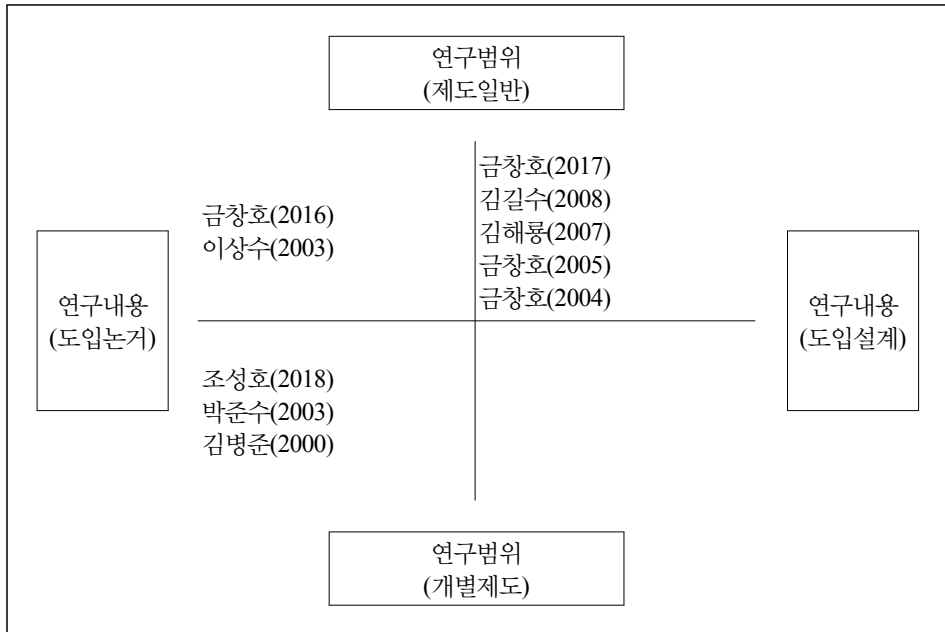 연구범위
(제도일반)
금창호(2017)
김길수(2008)
김해룡(2007)
금창호(2005)
금창호(2004)
금창호(2016)
이상수(2003)
연구내용
(도입논거)
연구내용
(도입설계)
조성호(2018)
박준수(2003)
김병준(2000)
연구범위
(개별제도)